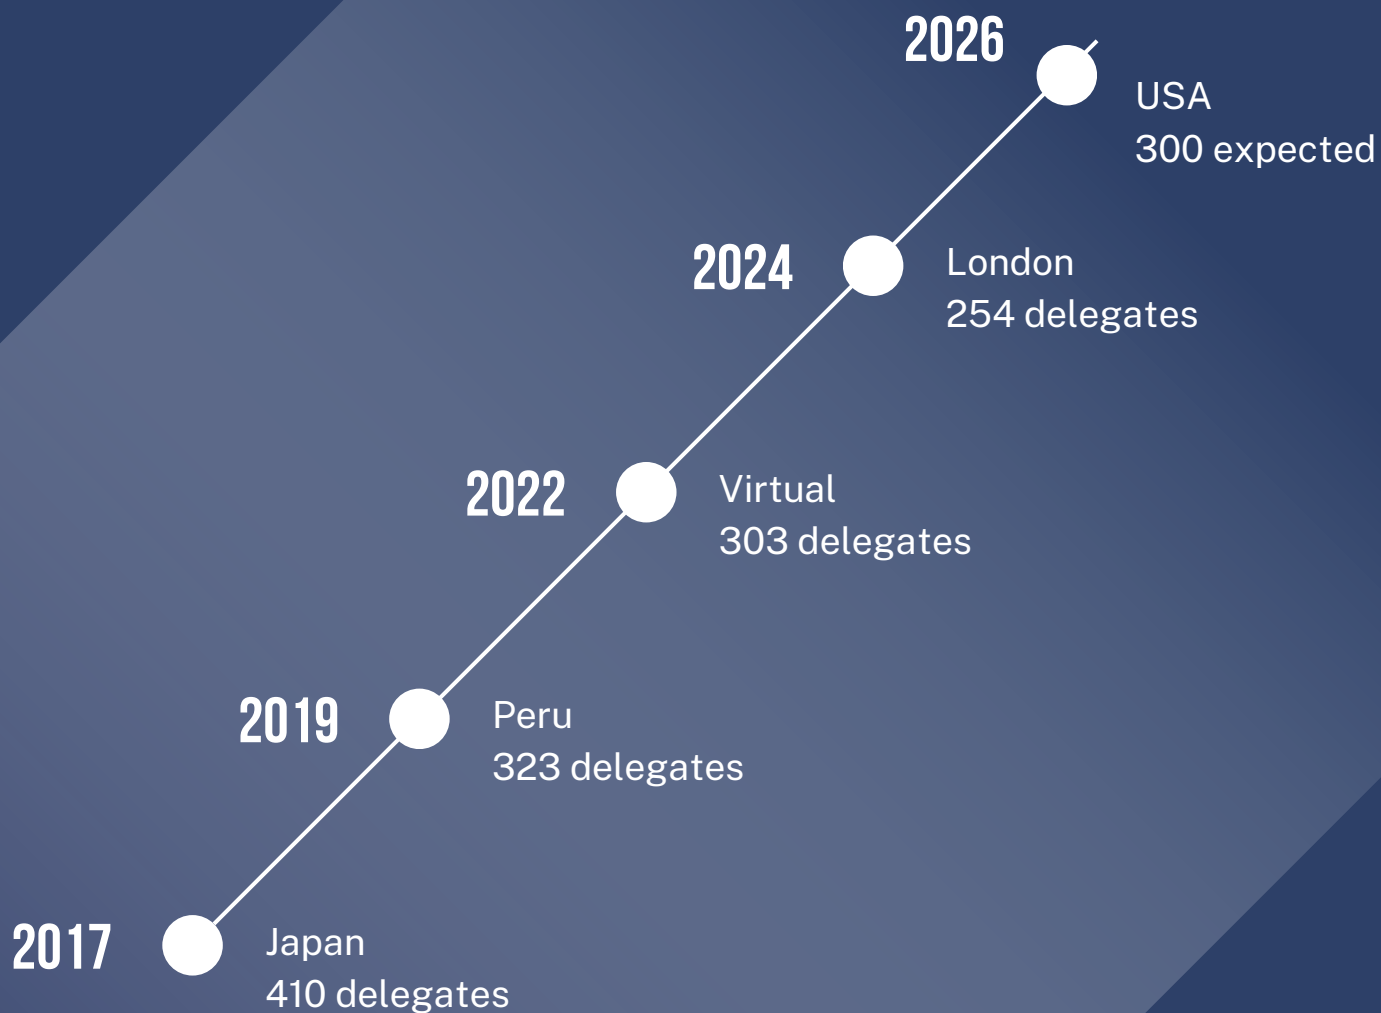 2026
USA
300 expected
2024
London
254 delegates
2022
Virtual
303 delegates
2019
Peru
323 delegates
2017
Japan
410 delegates